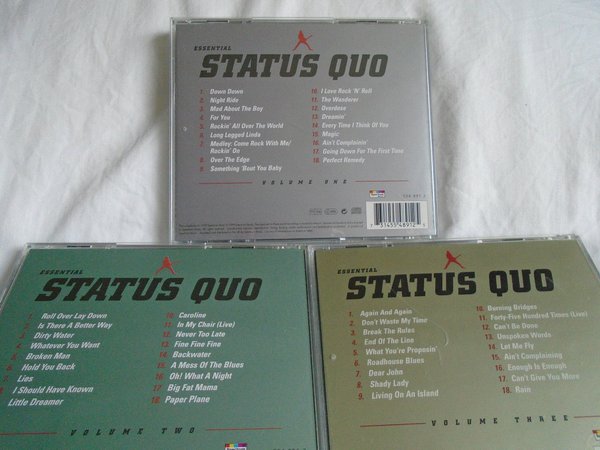 ESSENTIAL
STATUS QUO
1. Down Down
2. Night Ride
3. Mad About The Boy
4. For You
5. Rockin' All Over The World
6. Long Legged Linda
7. Medley: Come Rock With Me/
Rockin' On
8. Over The Edge
9. Something 'Bout You Baby
10. I Love Rock 'N' Roll
11. The Wanderer
12. Overdose
13. Dreamin'
14. Every Time I Think Of You
15. Magic
16. Ain't Complainin'
17. Going Down For The First Time
18. Perfect Remedy
VOLUME ONE
ESSENTIAL
STATUS QUO
1. Roll Over Lay Down
2. Is There A Better Way
3. Dirty Water
Whatever You Want
5. Broken Man
6. Hold You Back
7. Lies
8. I Should Have Known
Little Dreamer
10. Caroline
11. In My Chair (Live)
12. Never Too Late
13. Fine Fine Fine
14. Backwater
15. A Mess Of The Blues
16. Oh! What A Night
17. Big Fat Mama
18. Paper Plane
VOLUME TWO
ESSENTIAL
STATUS QUO
1. Again And Again
2. Don't Waste My Time
3. Break The Rules
4. End Of The Line
5. What You're Proposin'
6. Roadhouse Blues
7. Dear John
8. Shady Lady
9. Living On An Island
10. Burning Bridges
11. Forty-Five Hundred Times (Live)
12. Can't Be Done
13. Unspoken Words
14. Let Me Fly
15. Ain't Complaining
16. Enough Is Enough
17. Can't Give You More
18. Rain
VOLUME THREE